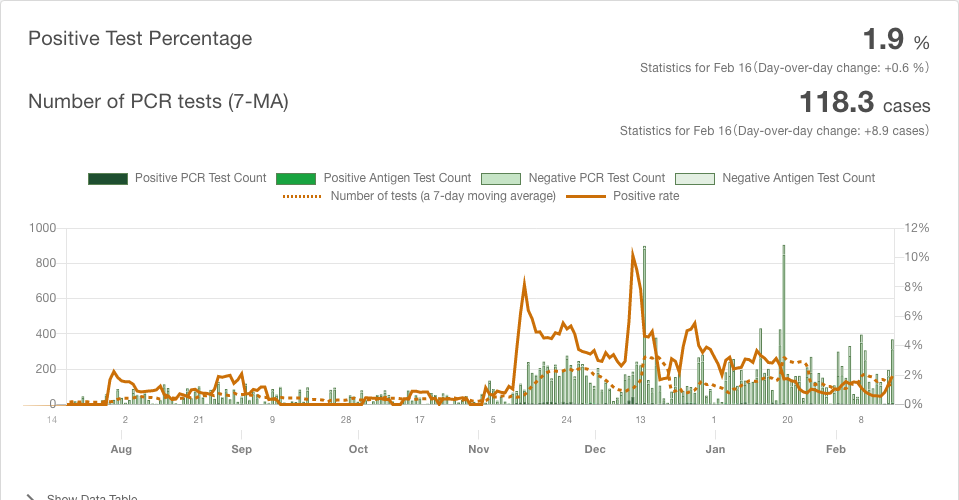 Positive Test Percentage
1.9 %
Statistics for Feb 16（Day-over-day change: +0.6 %）
Number of PCR tests (7-MA)
118.3 cases
Statistics for Feb 16（Day-over-day change: +8.9 cases）
Positive PCR Test Count Positive Antigen Test Count Negative PCR Test Count Negative Antigen Test Count
Number of tests (a 7-day moving average) Positive rate
1000 12%
800 10%
600 8%
400 6%
200 4%
0 2%
0%
14 2 21 9 28 17 5 24 13 1 20 8
Aug Sep Oct Nov Dec Jan Feb
Show Data Table